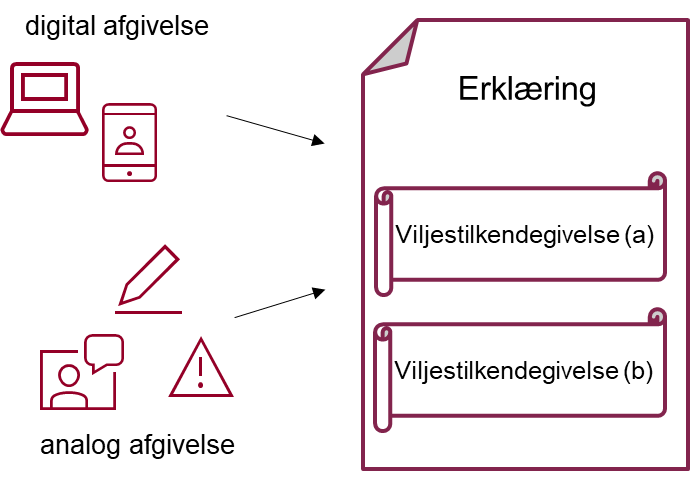 digital afgivelse
Erklæring
Viljestilkendegivelse (a)
Viljestilkendegivelse (b)
analog afgivelse